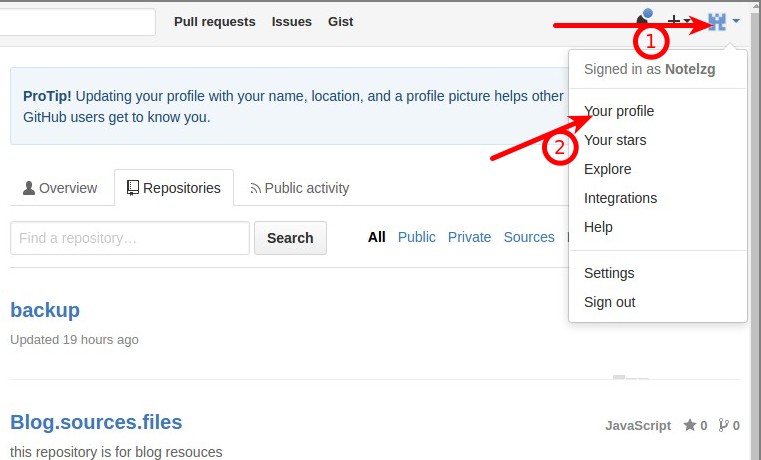 Pull requests Issues Gist
1
Signed in as Notelzg
ProTip! Updating your profile with your name, location, and a profile picture helps other
GitHub users get to know you.
Your profile
2
Your stars
Explore
Integrations
Help
Settings
Sign out
Overview Repositories Public activity
Find a repository… Search All Public Private Sources
backup
Updated 19 hours ago
Blog.sources.files
JavaScript 0 0
this repository is for blog resouces